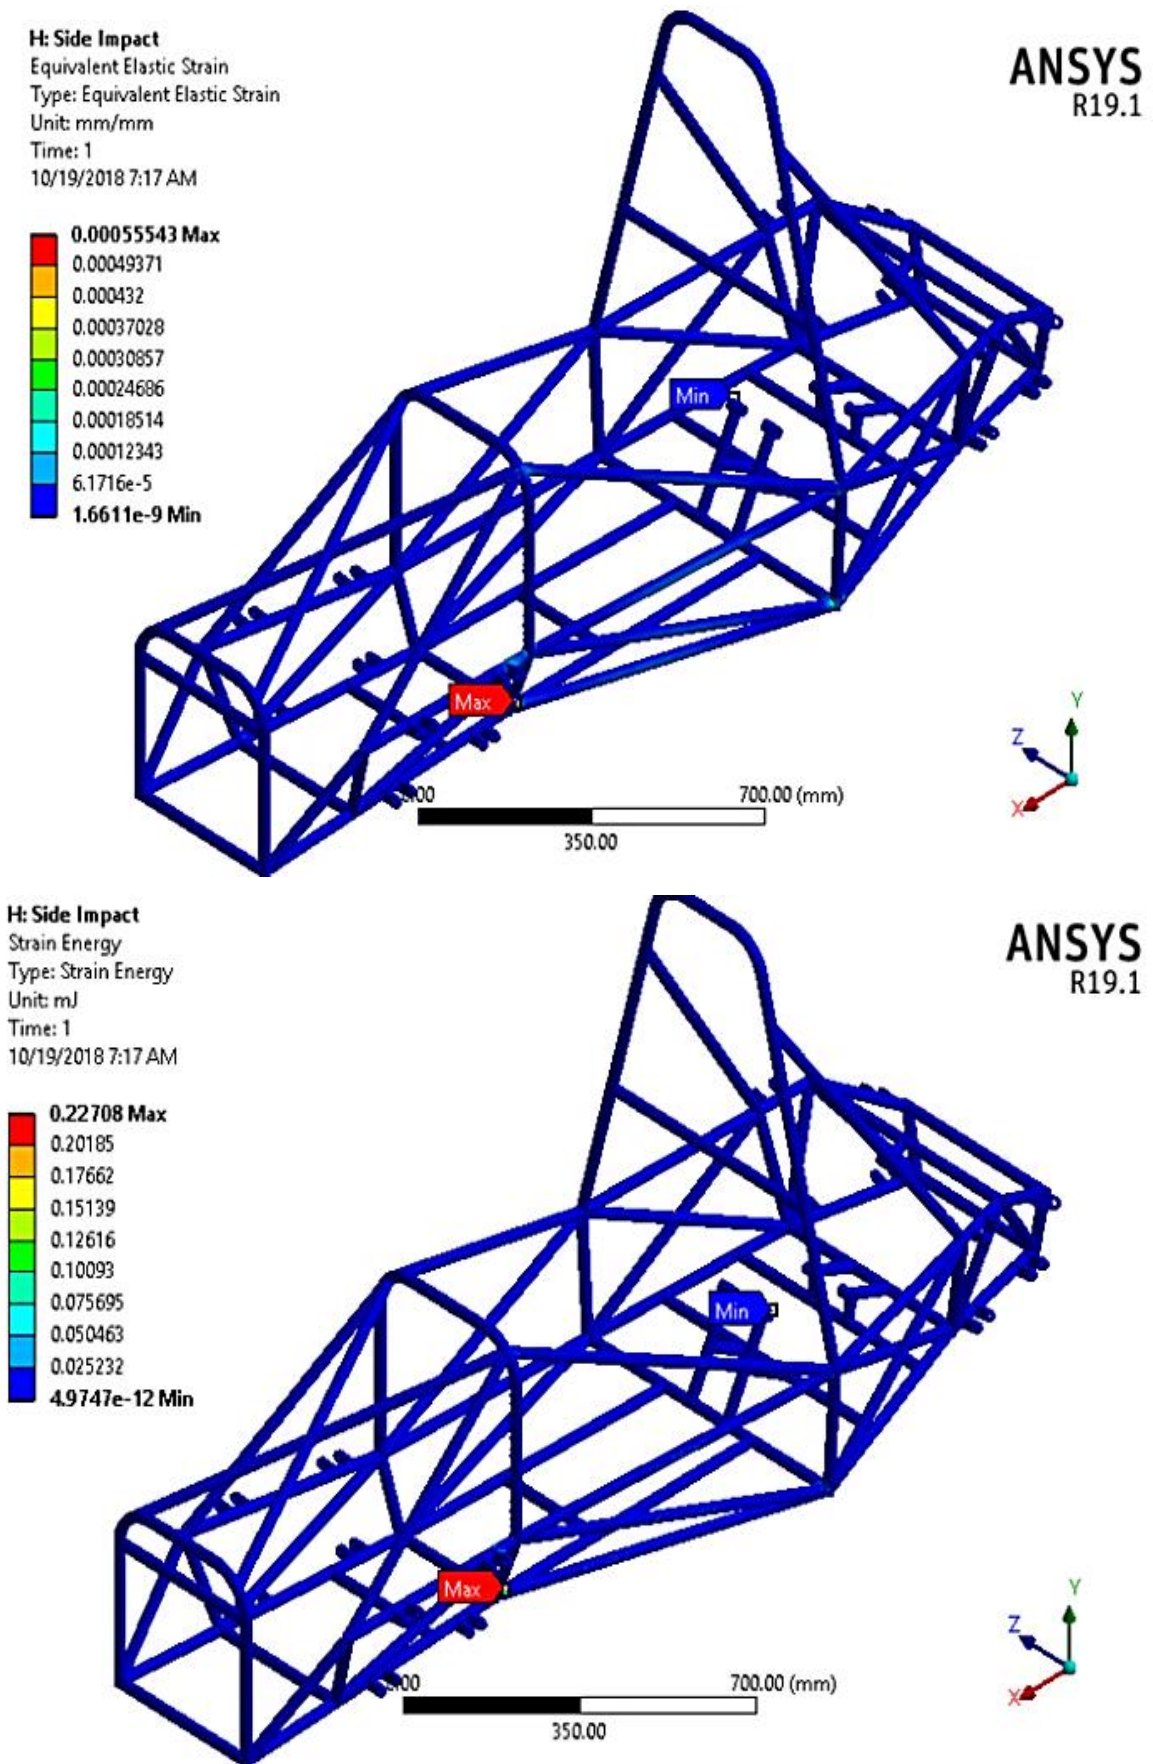 H: Side Impact
Equivalent Elastic Strain
Type: Equivalent Elastic Strain
Unit: mm/mm
Time: 1
10/19/2018 7:17 AM
ANSYS
R19.1
0.00055543 Max
0.00049371
0.000432
0.00037028
0.00030857
0.00024686
0.00018514
0.00012343
6.1716e-5
1.6611e-9 Min
Min
Max
Y
Z
X
700.00 (mm)
350.00
H: Side Impact
Strain Energy
Type: Strain Energy
Unit: mJ
Time: 1
10/19/2018 7:17 AM
ANSYS
R19.1
0.22708 Max
0.20185
0.17662
0.15139
0.12616
0.10093
0.075695
0.050463
0.025232
4.9747e-12 Min
Min
Max
Y
Z
X
700.00 (mm)
350.00